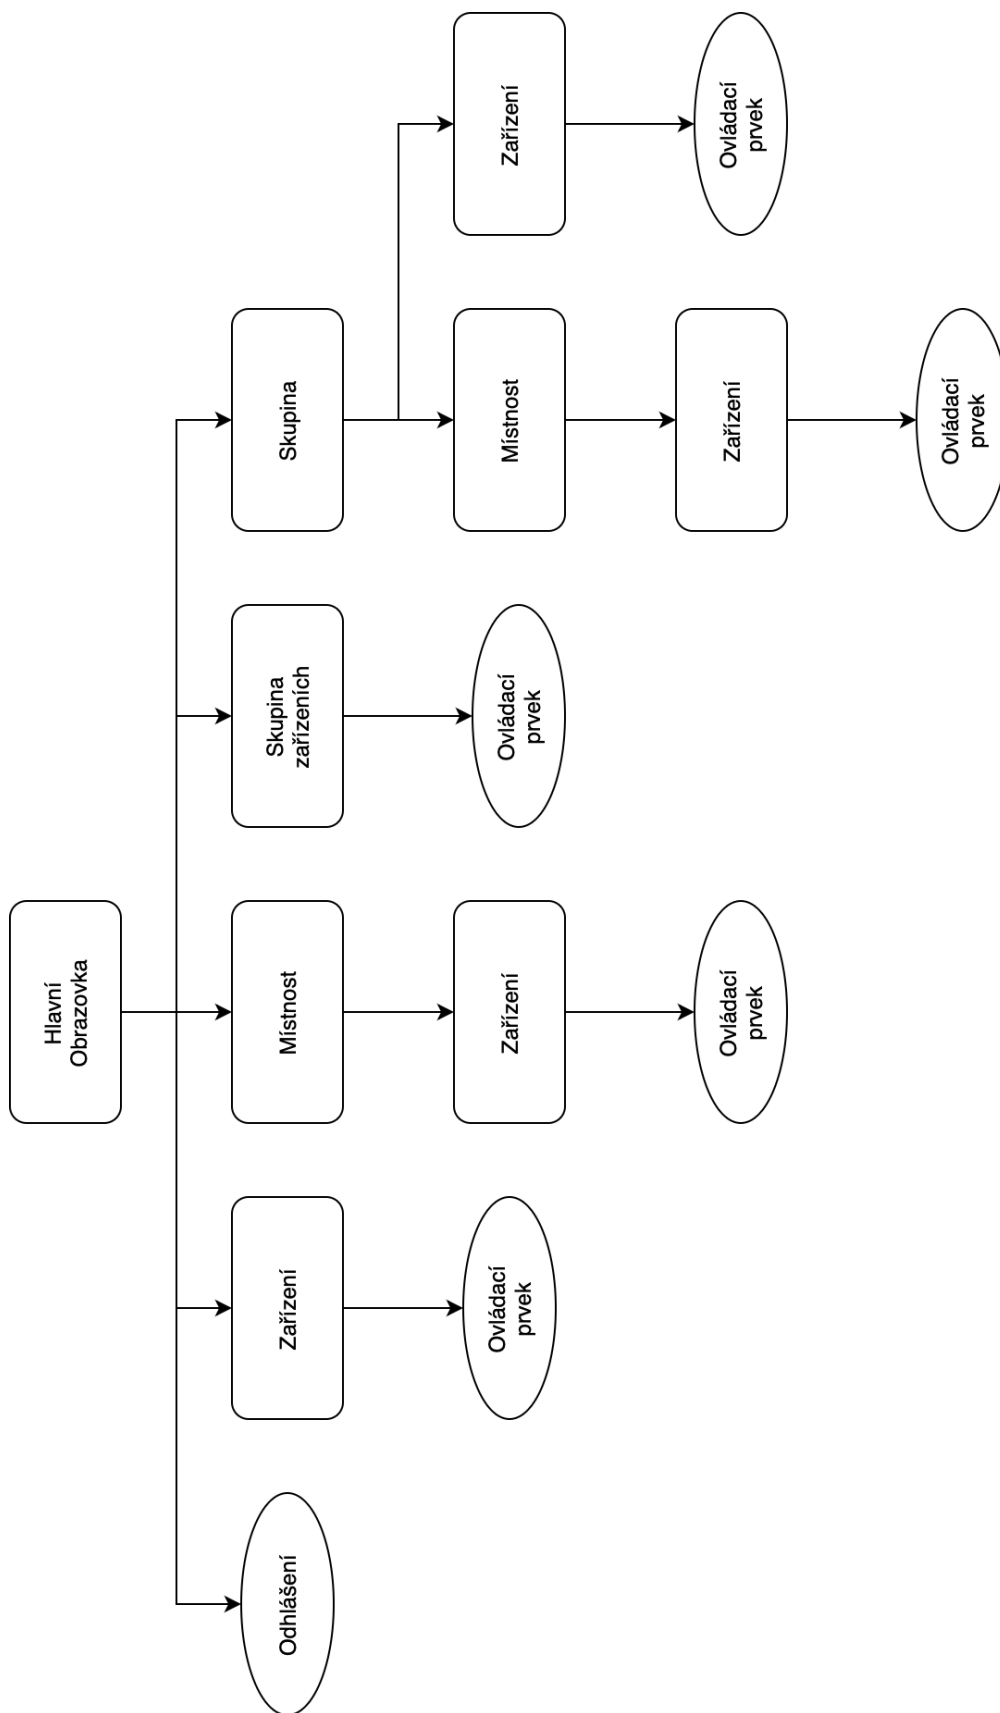 Hlavní
Obrazovka
Odhlášení
Zařízení
Místnost
Skupina
zařízeních
Skupina
Ovládací
prvek
Zařízení
Ovládací
prvek
Místnost
Zařízení
Ovládací
prvek
Zařízení
Ovládací
prvek
Ovládací
prvek